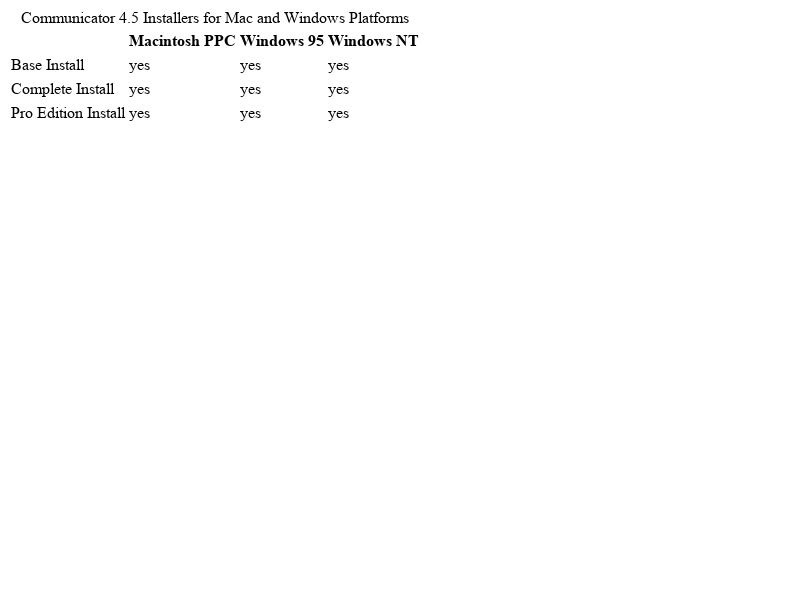 Communicator 4.5 Installers for Mac and Windows Platforms
Macintosh PPC Windows 95 Windows NT
Base Install yes yes yes
Complete Install yes yes yes
Pro Edition Install yes yes yes